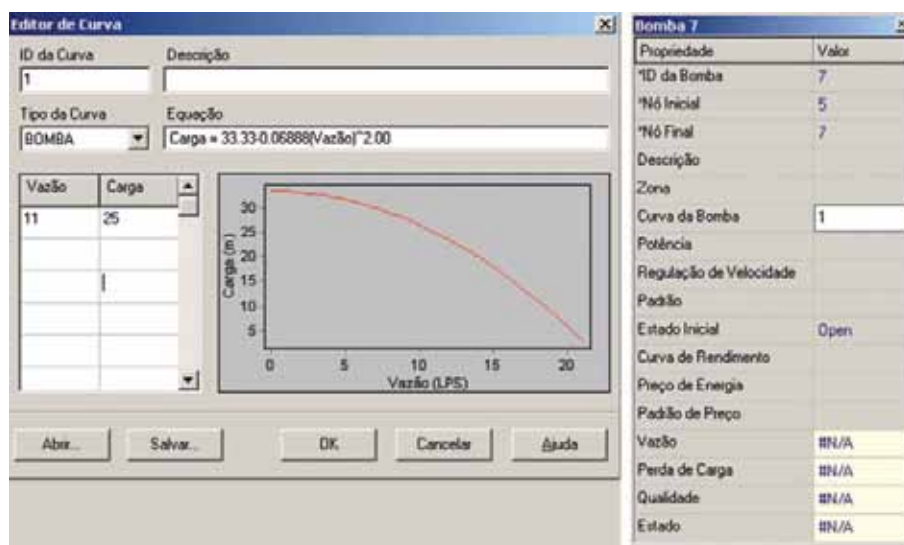 Editor de Curva
ID da Curva Descrição
1
Tipo da Curva Equação
BOMBA Carga = 33.33-0.06888(Vazão)^2.00
Vazão Carga
11 25
Carga (m)
30
25
20
15
10
5
0 5 10 15 20
Vazão (LPS)
Abrir... Salvar... OK Cancelar Ajuda
Bomba 7
Propriedade Valor
*ID da Bomba 7
*Nó Inicial 5
*Nó Final 7
Descrição
Zona
Curva da Bomba 1
Potência
Regulação de Velocidade
Padrão
Estado Inicial Open
Curva de Rendimento
Preço de Energia
Padrão de Preço
Vazão #N/A
Perda de Carga #N/A
Qualidade #N/A
Estado #N/A